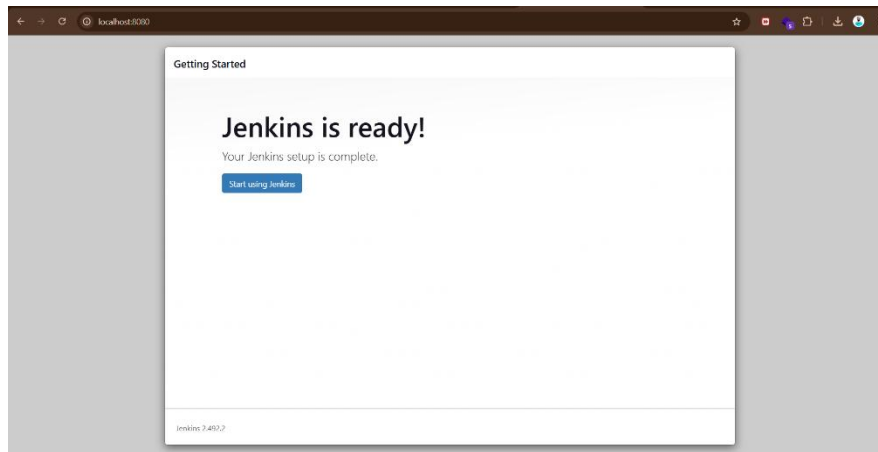 localhost:8080
Getting Started
Jenkins is ready!
Your Jenkins setup is complete.
Start using Jenkins
Jenkins 2.492.2